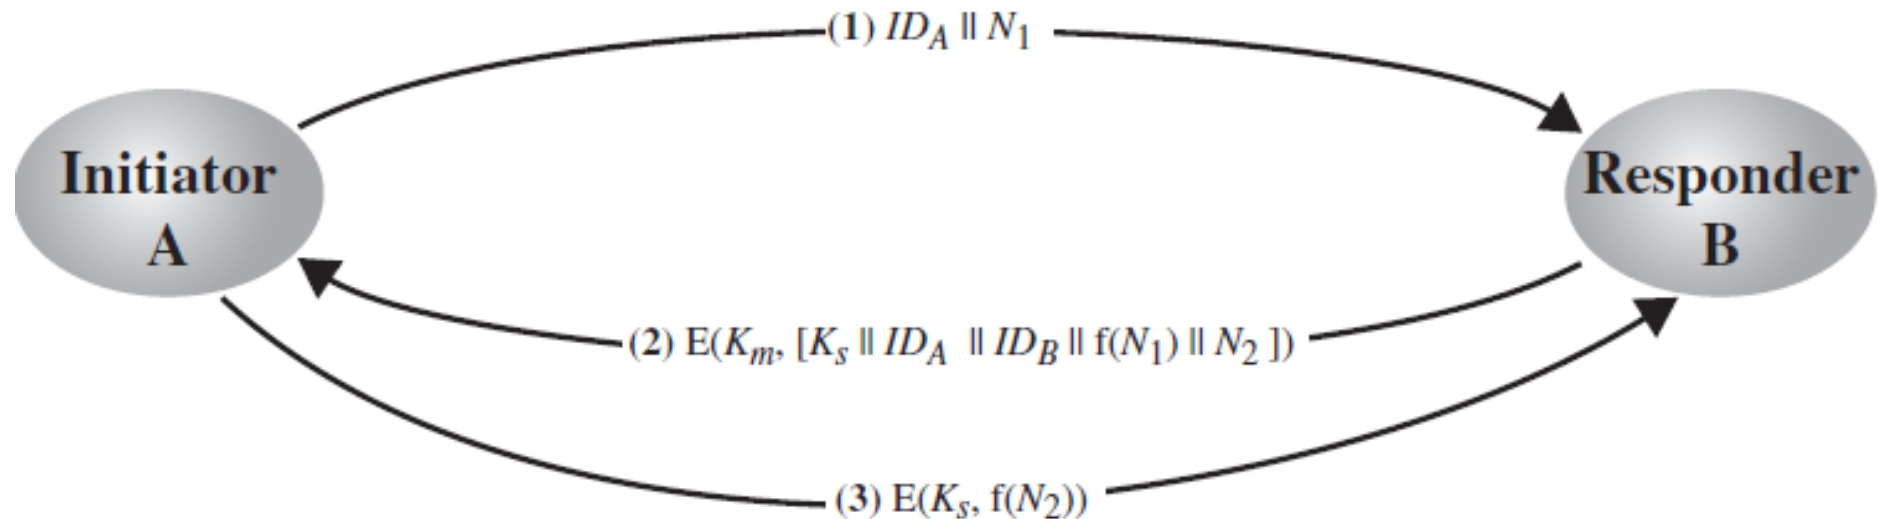 (1) ID_A || N_1
Initiator
A
Responder
B
(2) E(K_m, [K_s || ID_A || ID_B || f(N_1) || N_2 ])
(3) E(K_s, f(N_2))